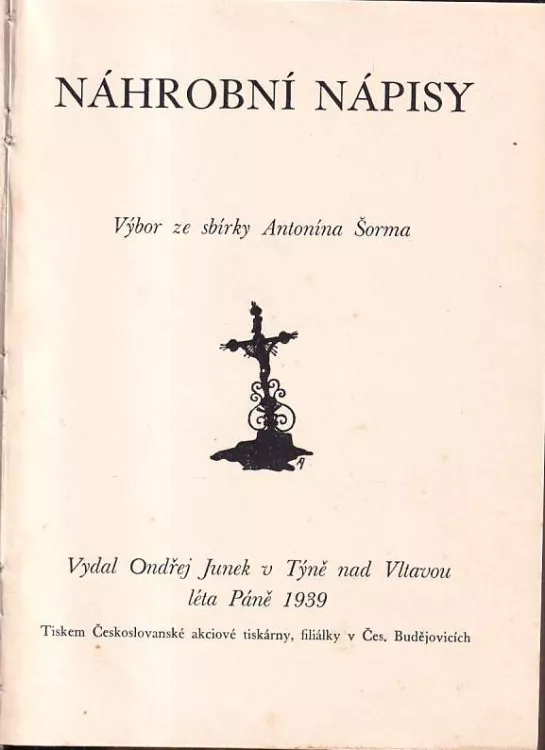 NÁHROBNÍ NÁPISY
Výbor ze sbírky Antonína Šorma
Vydal Ondřej Junek v Týně nad Vltavou
léta Páně 1939
Tiskem Českoslovanské akciové tiskárny, filiálky v Čes. Budějovicích